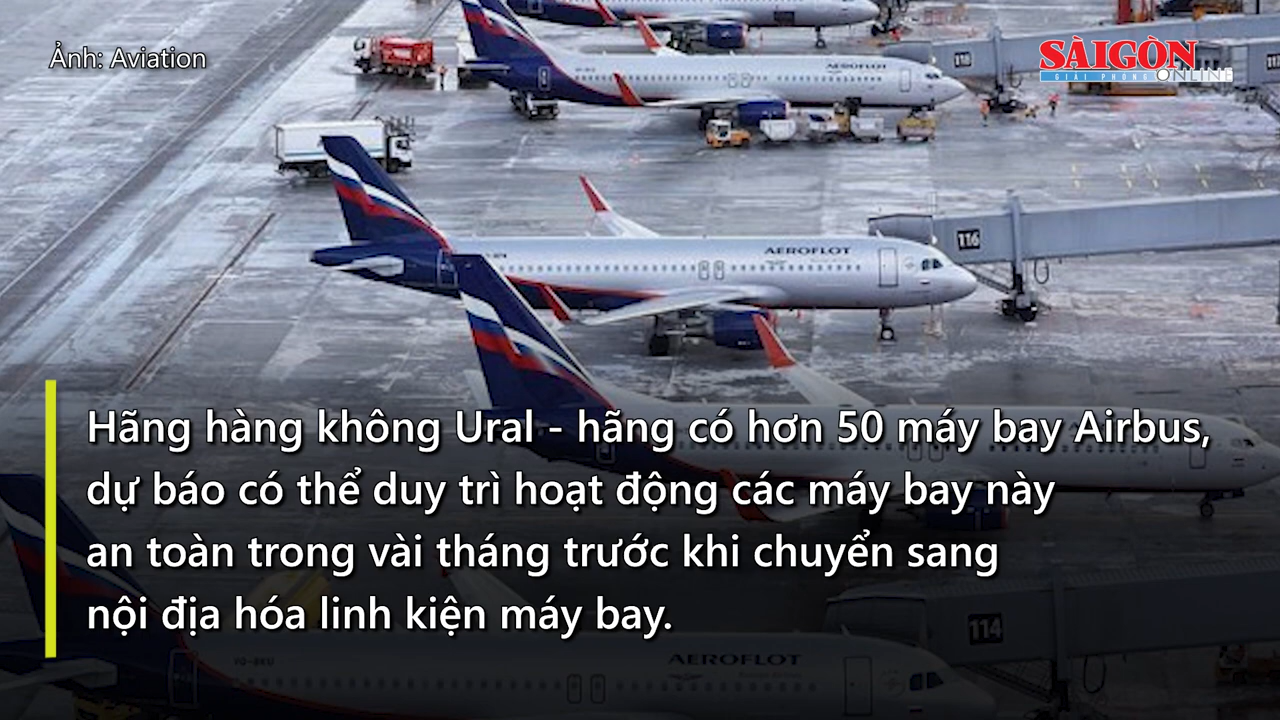 Ảnh: Aviation
SÀIGÒN
GIẢI PHÓNG
ONLINE
AEROFLOT
118
AEROFLOT
116
Hãng hàng không Ural - hãng có hơn 50 máy bay Airbus,
dự báo có thể duy trì hoạt động các máy bay này
an toàn trong vài tháng trước khi chuyển sang
nội địa hóa linh kiện máy bay.
114
AEROFLOT